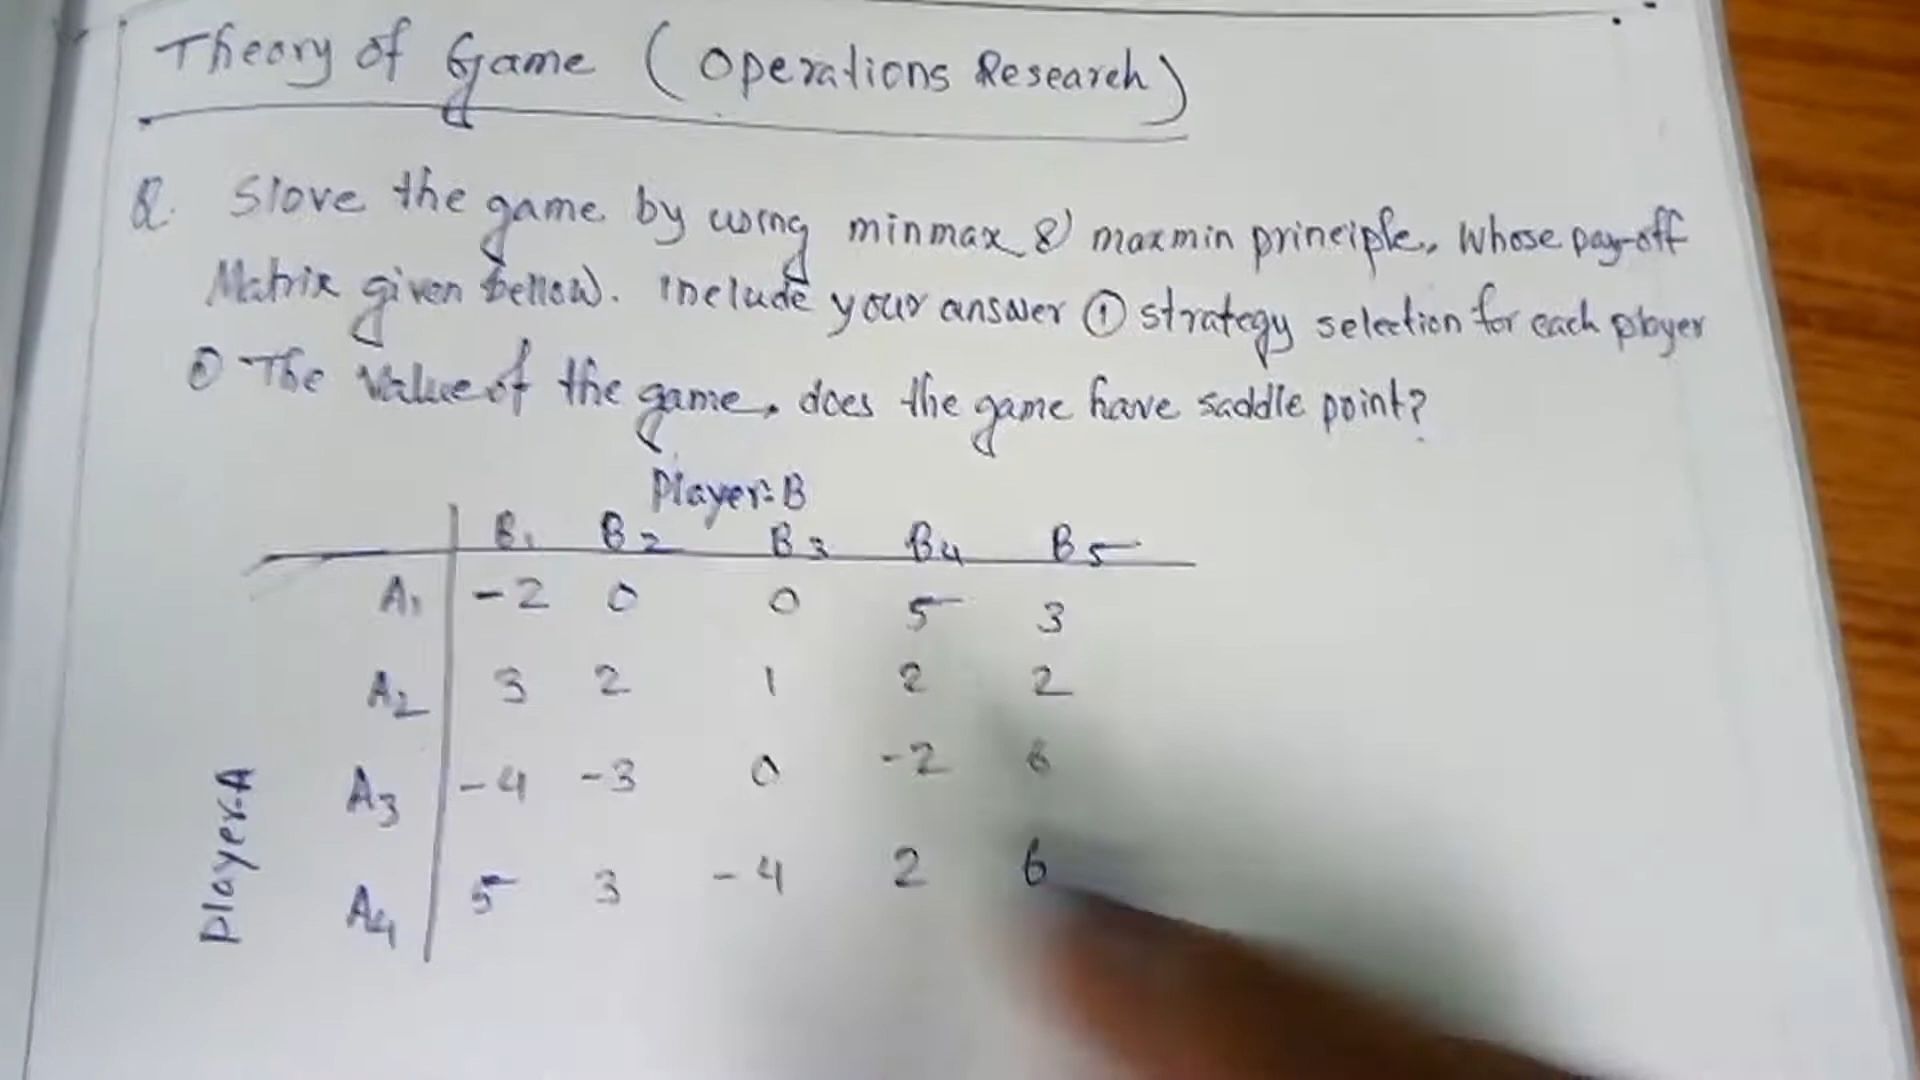 Theory of Game (Operations Research)
Q. Slove the game by using minmax & maxmin principle, whose pay-off
Matrix given bellow. include your answer ① strategy selection for each player
② The Value of the game, does the game have saddle point?
Player:B
B1 B2 B3 B4 B5
A1 -2 0 0 5 3
A2 3 2 1 2 2
A3 -4 -3 0 -2 6
A4 5 3 -4 2 6
Player-A